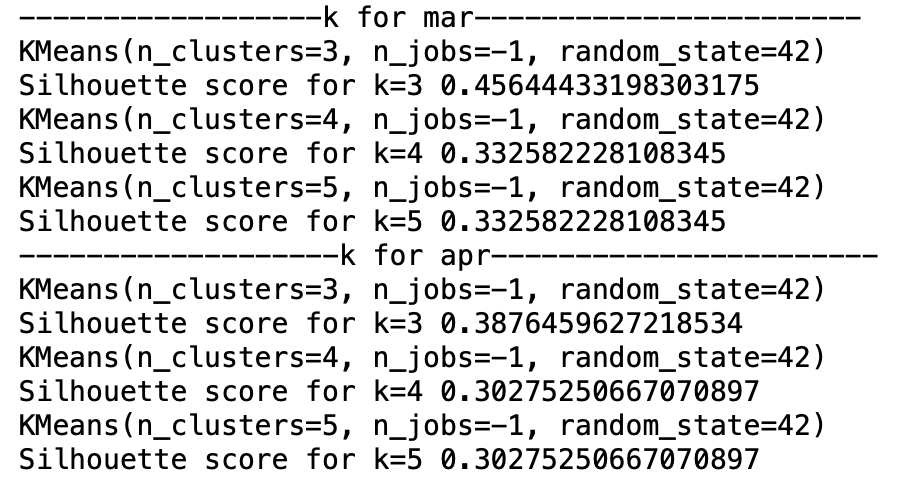 ------------------k for mar-----------------------
KMeans(n_clusters=3, n_jobs=-1, random_state=42)
Silhouette score for k=3 0.45644433198303175
KMeans(n_clusters=4, n_jobs=-1, random_state=42)
Silhouette score for k=4 0.332582228108345
KMeans(n_clusters=5, n_jobs=-1, random_state=42)
Silhouette score for k=5 0.332582228108345
-------------------k for apr-----------------------
KMeans(n_clusters=3, n_jobs=-1, random_state=42)
Silhouette score for k=3 0.3876459627218534
KMeans(n_clusters=4, n_jobs=-1, random_state=42)
Silhouette score for k=4 0.30275250667070897
KMeans(n_clusters=5, n_jobs=-1, random_state=42)
Silhouette score for k=5 0.30275250667070897